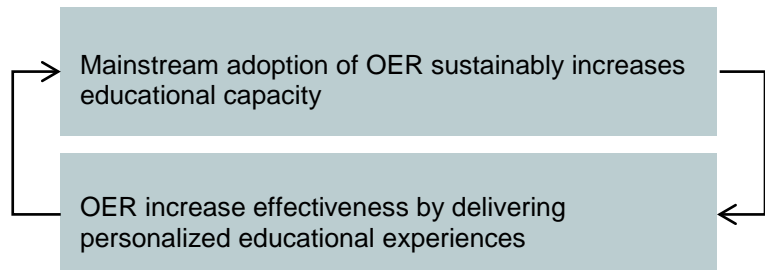 Mainstream adoption of OER sustainably increases
educational capacity
OER increase effectiveness by delivering
personalized educational experiences